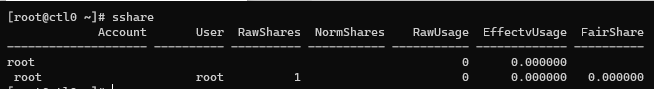 [root@ctl0 ~]# sshare
Account User RawShares NormShares RawUsage EffectvUsage FairShare
-------------------- ---------- ---------- ----------- ----------- ------------- ----------
root 0 0.000000
root root 1 0 0.000000 0.000000